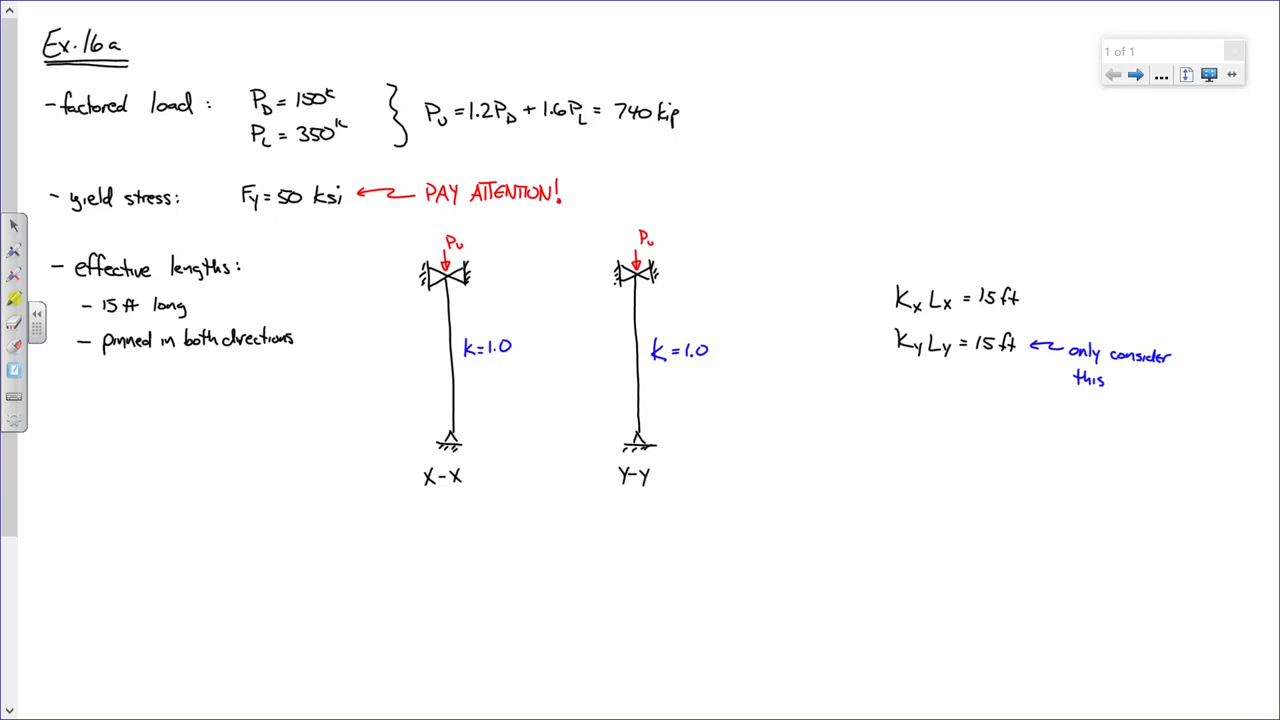 Ex. 16a
1 of 1
- factored load: P_D = 150^k
P_L = 350^k
P_U = 1.2P_D + 1.6P_L = 740 kip
- yield stress: F_y = 50 ksi PAY ATTENTION!
- effective lengths:
- 15 ft long
- pinned in both directions
P_U
K=1.0
X-X
P_U
K=1.0
Y-Y
K_x L_x = 15 ft
K_y L_y = 15 ft only consider
this